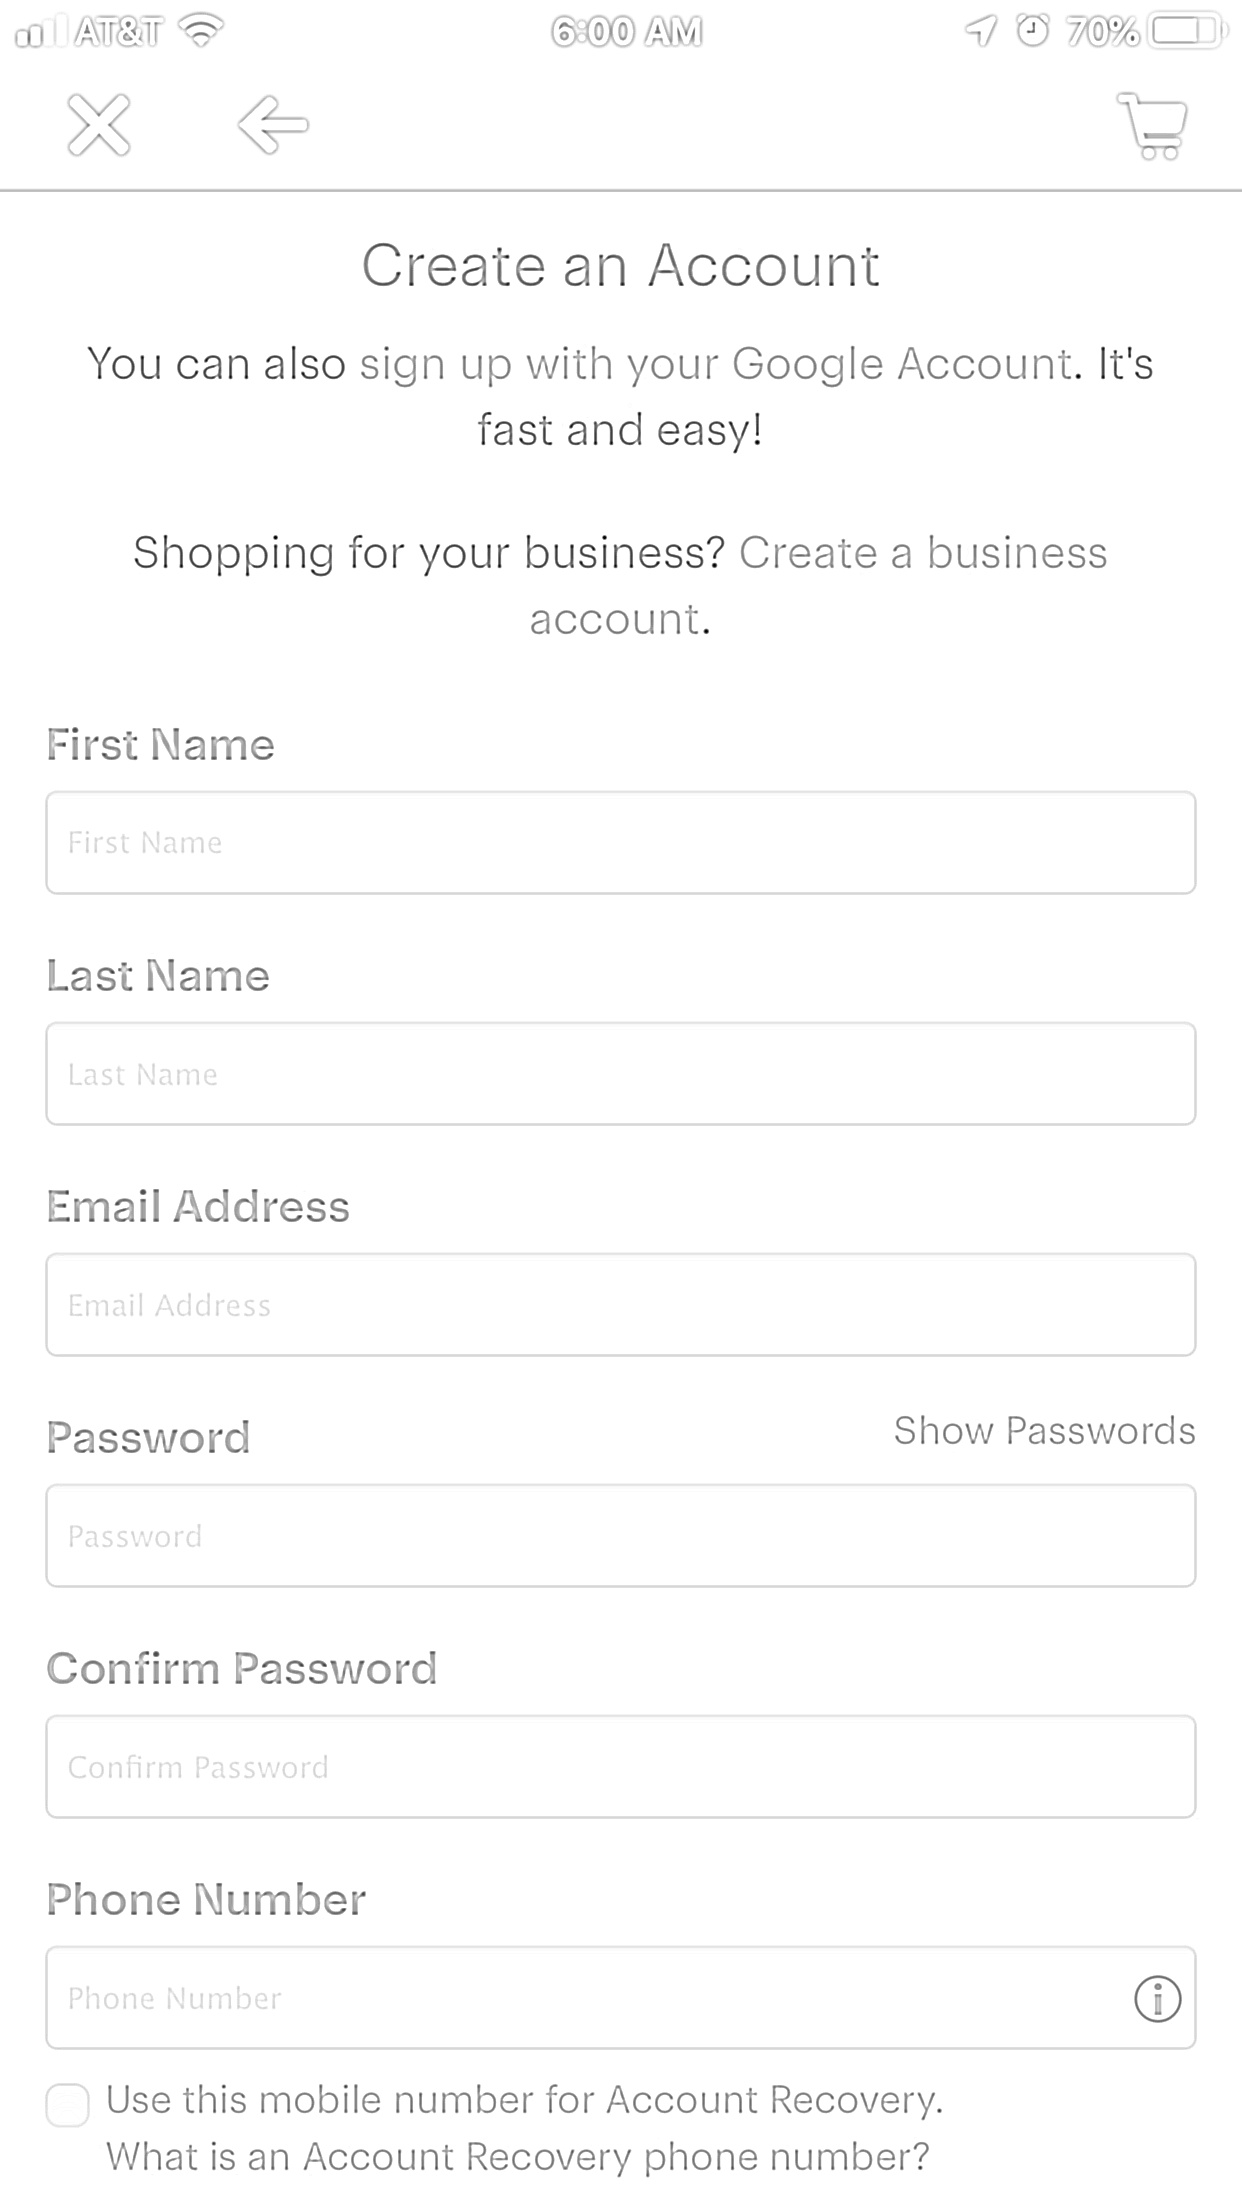 AT&T 6:00 AM 70%
Create an Account
You can also sign up with your Google Account. It's
fast and easy!
Shopping for your business? Create a business
account.
First Name
First Name
Last Name
Last Name
Email Address
Email Address
Password Show Passwords
Password
Confirm Password
Confirm Password
Phone Number
Phone Number
Use this mobile number for Account Recovery.
What is an Account Recovery phone number?